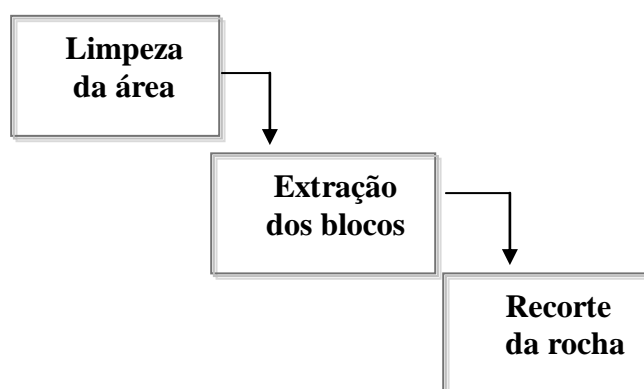 Limpeza
da área
Extração
dos blocos
Recorte
da rocha